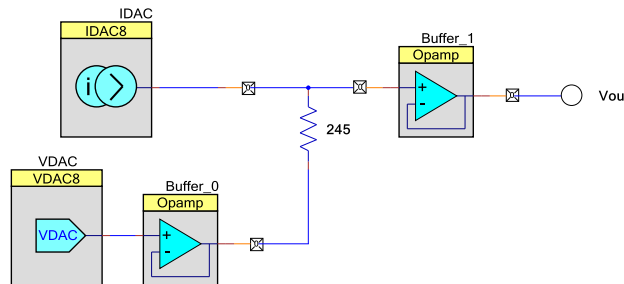 IDAC
IDAC8
i
Buffer_1
Opamp
+
-
Vou
245
VDAC
VDAC8
VDAC
Buffer_0
Opamp
+
-